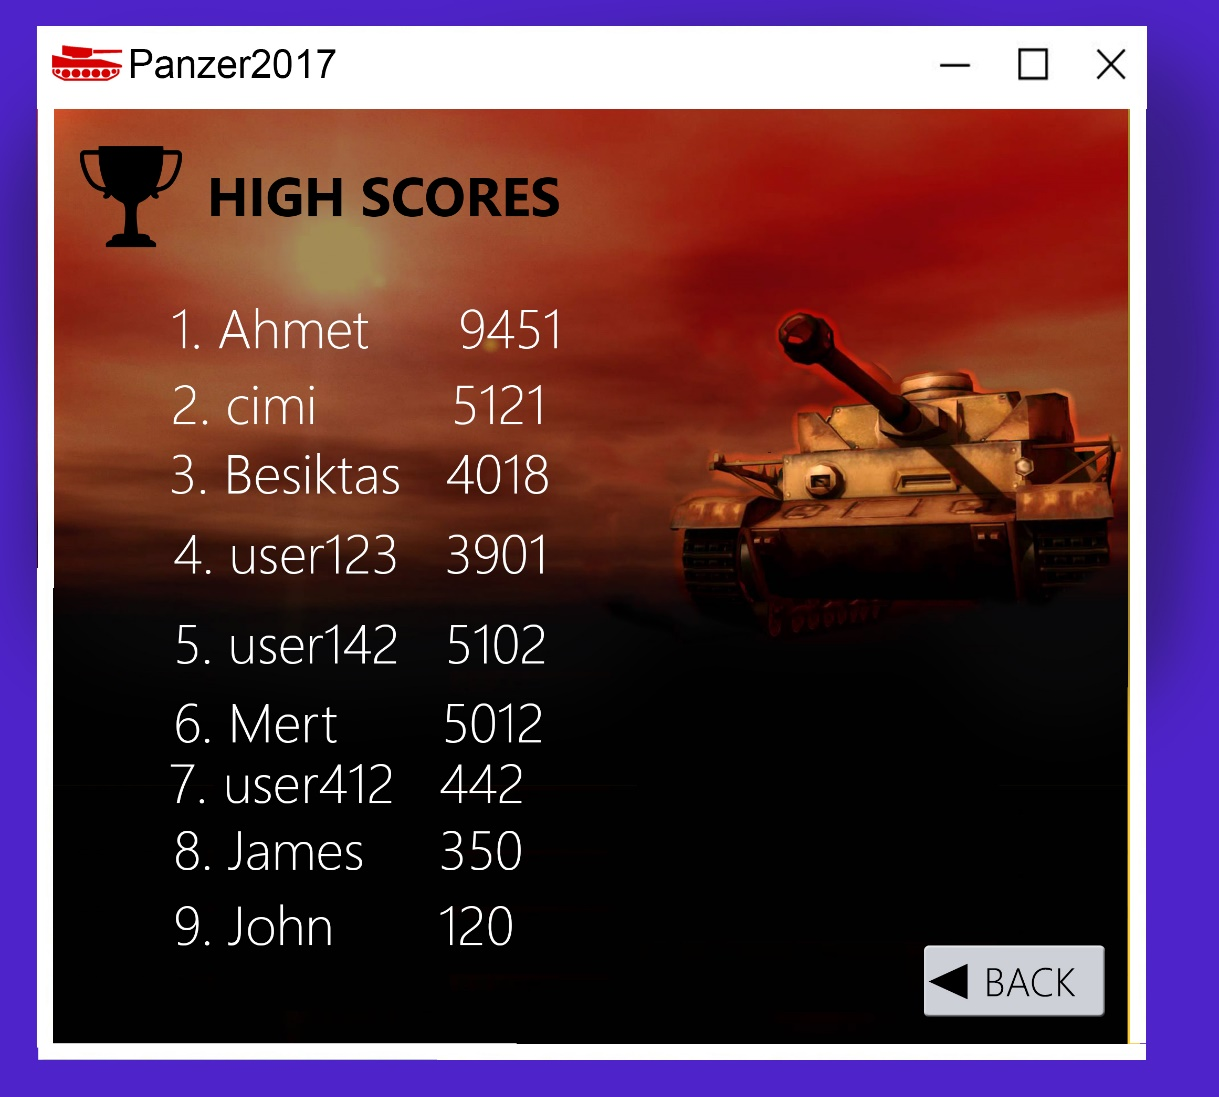 Panzer2017
HIGH SCORES
1. Ahmet 9451
2. cimi 5121
3. Besiktas 4018
4. user123 3901
5. user142 5102
6. Mert 5012
7. user412 442
8. James 350
9. John 120
BACK